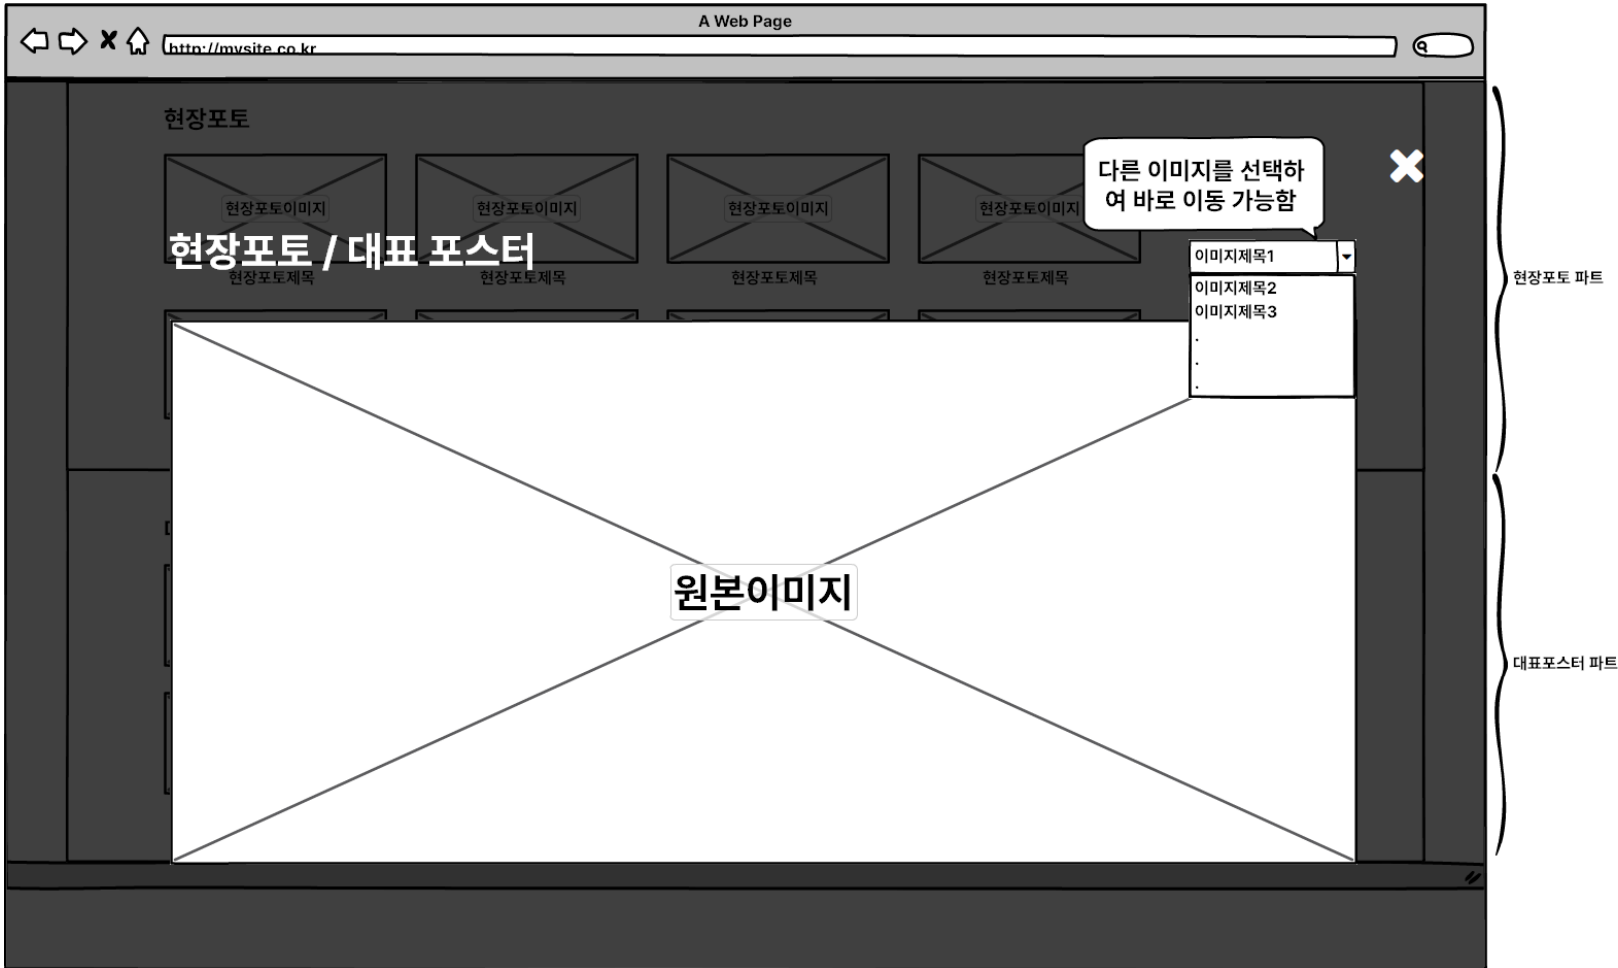 A Web Page
http://mysite.co.kr
현장포토
현장포토이미지
현장포토이미지
현장포토이미지
현장포토이미지
다른 이미지를 선택하
여 바로 이동 가능함
현장포토 / 대표 포스터
현장포토제목
현장포토제목
현장포토제목
현장포토제목
이미지제목1
이미지제목2
이미지제목3
.
.
.
현장포토 파트
원본이미지
대표포스터 파트